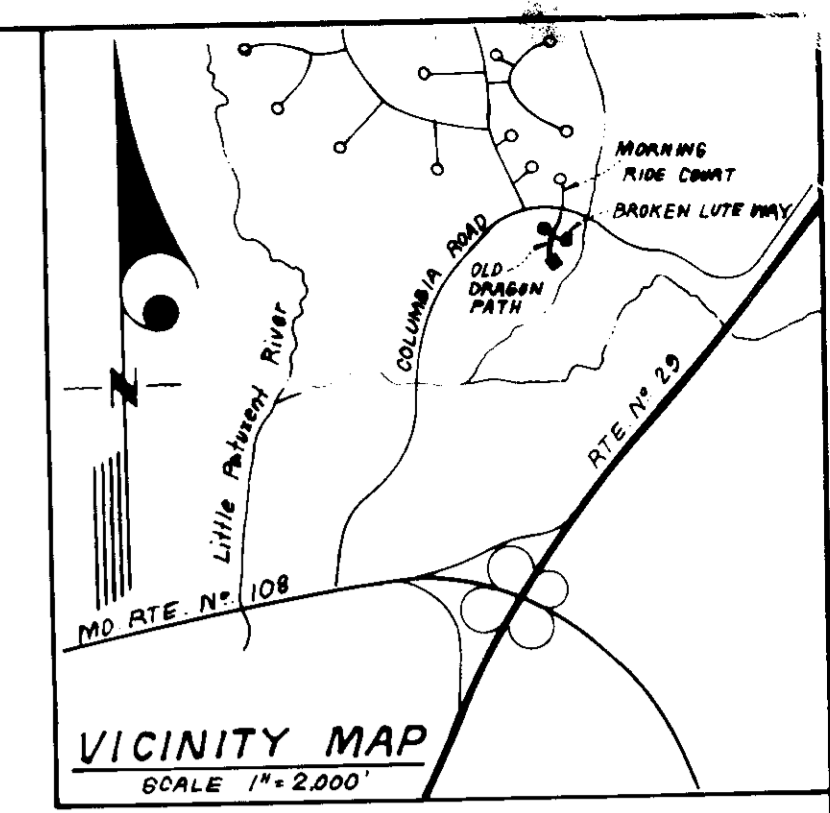 MORNING
RIDE COURT
BROKEN LUTE WAY
OLD
DRAGON
PATH
COLUMBIA ROAD
Little Patuxent River
N
RTE. Nº 29
MD. RTE. Nº 108
VICINITY MAP
SCALE 1" = 2,000'